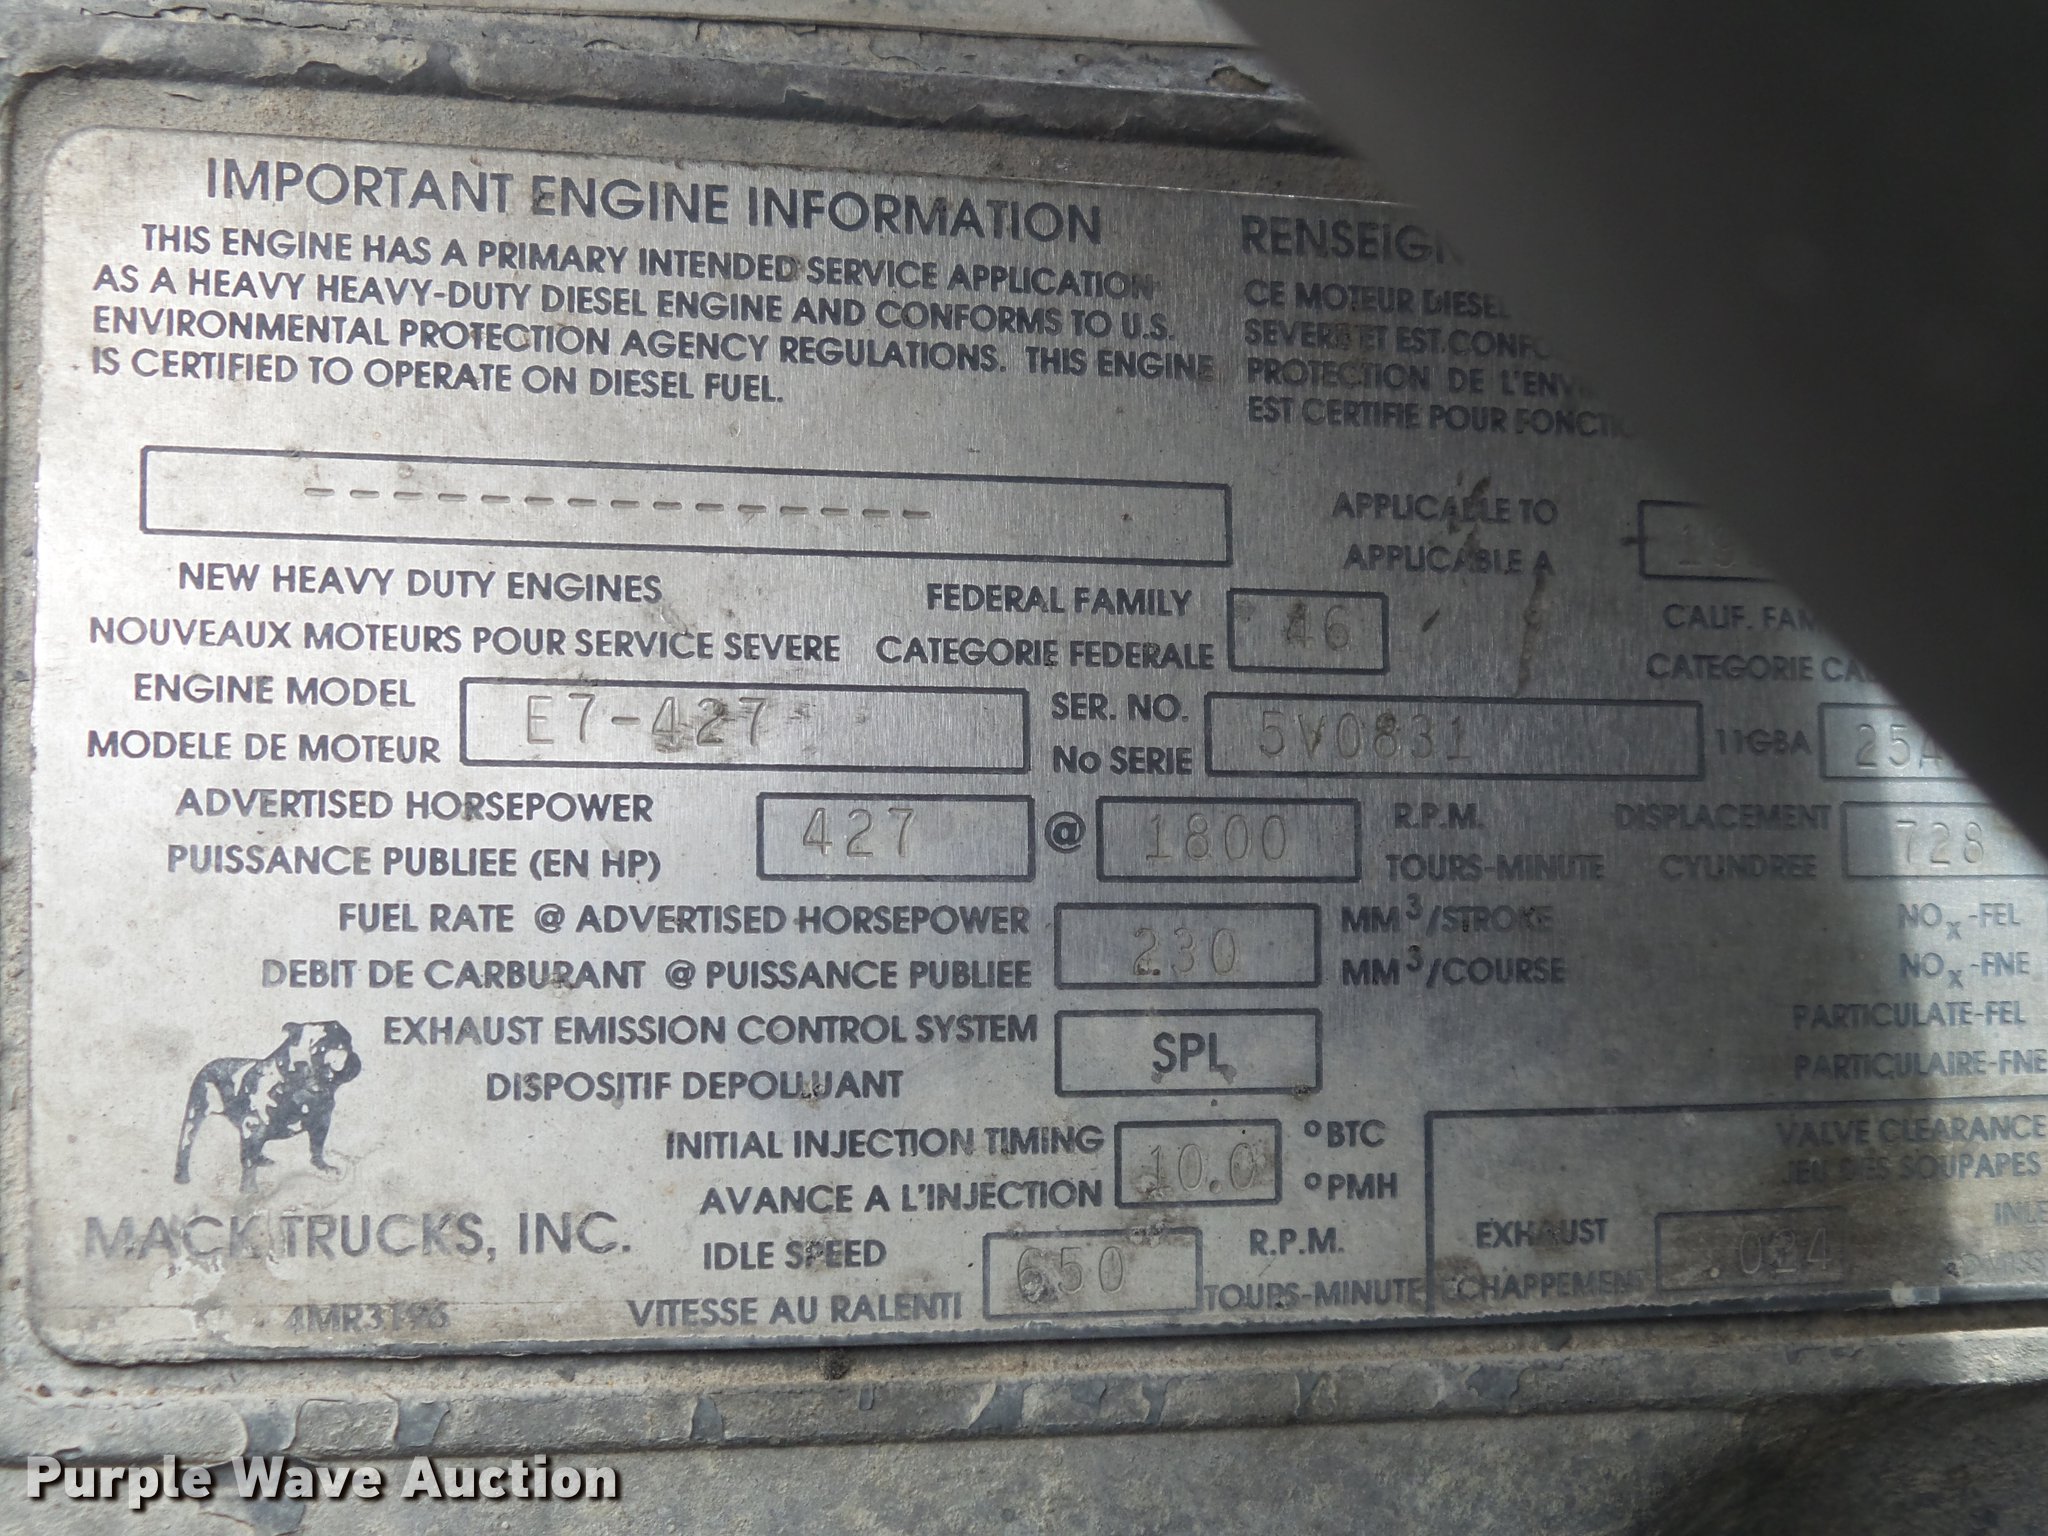 IMPORTANT ENGINE INFORMATION
THIS ENGINE HAS A PRIMARY INTENDED SERVICE APPLICATION
AS A HEAVY HEAVY-DUTY DIESEL ENGINE AND CONFORMS TO U.S.
ENVIRONMENTAL PROTECTION AGENCY REGULATIONS. THIS ENGINE
IS CERTIFIED TO OPERATE ON DIESEL FUEL.
CE MOTEUR DIESEL
SEVERE ET EST
PROTECTION DE
EST CERTIFIE POUR
---------------
APPLICABLE TO
APPLICABLE A
NEW HEAVY DUTY ENGINES
NOUVEAUX MOTEURS POUR SERVICE SEVERE
FEDERAL FAMILY
CATEGORIE FEDERALE
46
CALIF.
CATEGORIE
ENGINE MODEL
MODELE DE MOTEUR
E7-427
SER. NO.
No SERIE
5V0831
11GBA
ADVERTISED HORSEPOWER
PUISSANCE PUBLIEE (EN HP)
427 @ 1800
R.P.M.
TOURS-MINUTE
DISPLACEMENT
CYLINDREE
728
FUEL RATE @ ADVERTISED HORSEPOWER
DEBIT DE CARBURANT @ PUISSANCE PUBLIEE
230
MM³/STROKE
MM³/COURSE
NOx-FEL
NOx-FNE
EXHAUST EMISSION CONTROL SYSTEM
DISPOSITIF DEPOLLUANT
SPL
PARTICULATE-FEL
PARTICULAIRE-FNE
INITIAL INJECTION TIMING
AVANCE A L'INJECTION
10.0
°BTC
°PMH
VALVE CLEARANCE
JEU DES SOUPAPES
MACK TRUCKS, INC.
IDLE SPEED
VITESSE AU RALENTI
650
R.P.M.
TOURS-MINUTE
EXHAUST
ECHAPPEMENT
.024
4MR3196
Purple Wave Auction